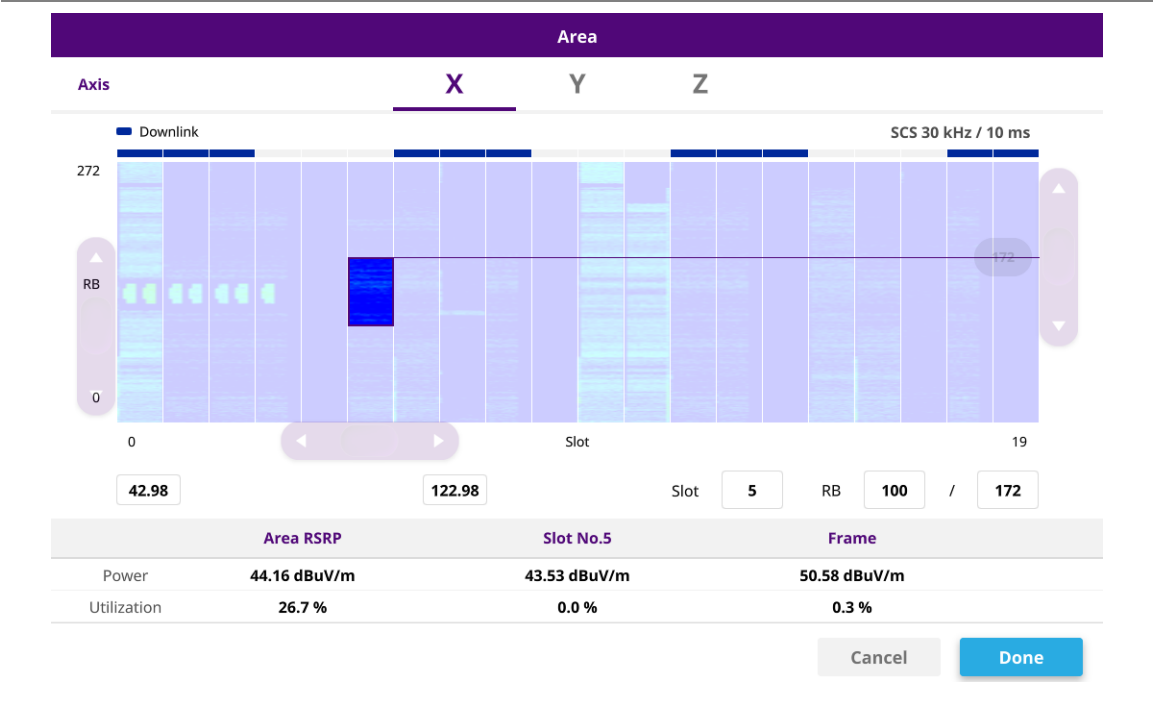 Area
Axis X Y Z
Downlink SCS 30 kHz / 10 ms
272
172
RB
0
0 Slot 19
42.98 122.98 Slot 5 RB 100 / 172
Area RSRP Slot No.5 Frame
Power 44.16 dBuV/m 43.53 dBuV/m 50.58 dBuV/m
Utilization 26.7 % 0.0 % 0.3 %
Cancel Done